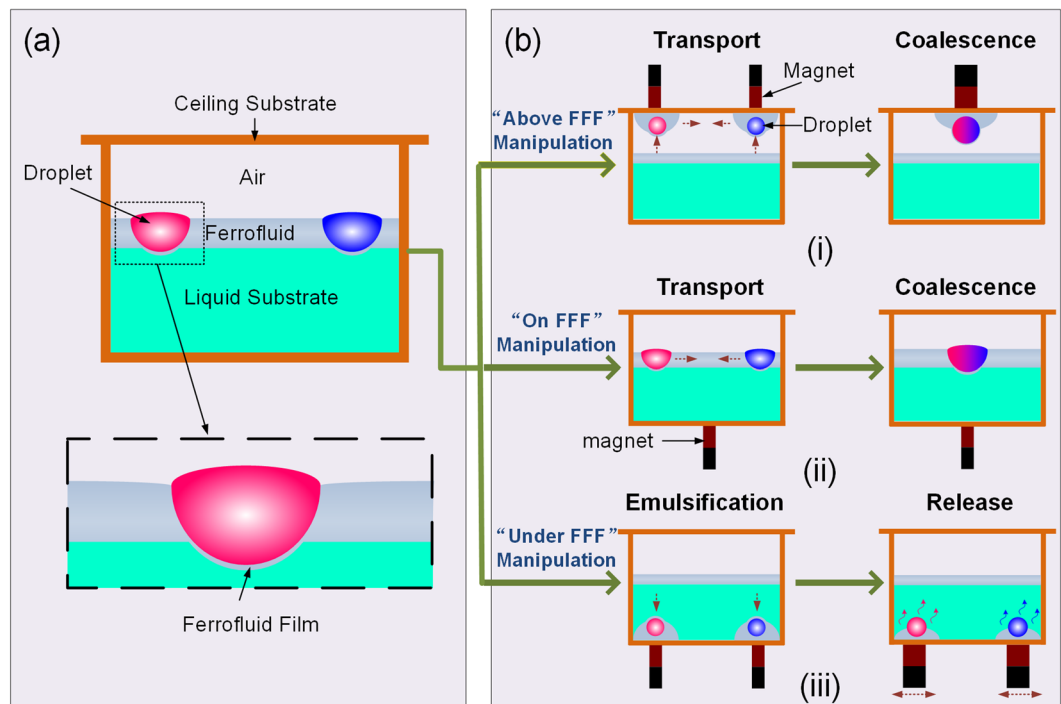 (a)
Ceiling Substrate
Droplet
Air
Ferrofluid
Liquid Substrate
Ferrofluid Film
(b)
Transport
Coalescence
Magnet
“Above FFF”
Manipulation
Droplet
(i)
Transport
Coalescence
“On FFF”
Manipulation
magnet
(ii)
Emulsification
Release
“Under FFF”
Manipulation
(iii)